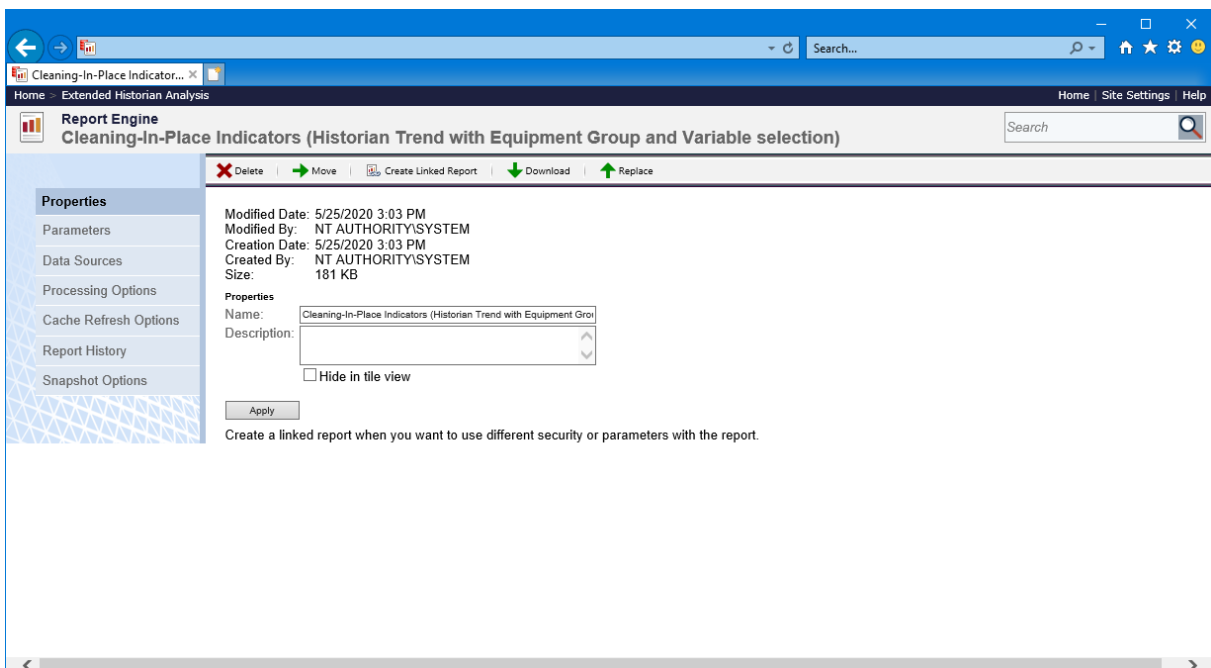 Search...
Cleaning-In-Place Indicator...
Home > Extended Historian Analysis
Home | Site Settings | Help
Report Engine
Cleaning-In-Place Indicators (Historian Trend with Equipment Group and Variable selection)
Search
Delete | Move | Create Linked Report | Download | Replace
Properties
Parameters
Data Sources
Processing Options
Cache Refresh Options
Report History
Snapshot Options
Modified Date: 5/25/2020 3:03 PM
Modified By: NT AUTHORITY\SYSTEM
Creation Date: 5/25/2020 3:03 PM
Created By: NT AUTHORITY\SYSTEM
Size: 181 KB
Properties
Name: Cleaning-In-Place Indicators (Historian Trend with Equipment Grou
Description:
Hide in tile view
Apply
Create a linked report when you want to use different security or parameters with the report.